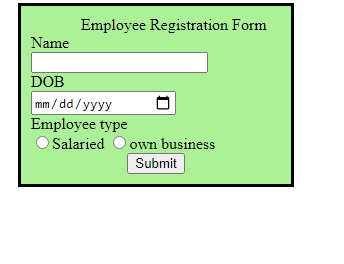 Employee Registration Form
Name
DOB
mm/dd/yyyy
Employee type
Salaried own business
Submit